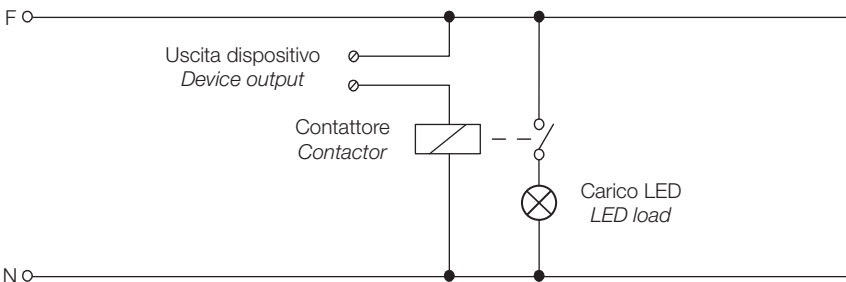 F
Uscita dispositivo
Device output
Contattore
Contactor
Carico LED
LED load
N